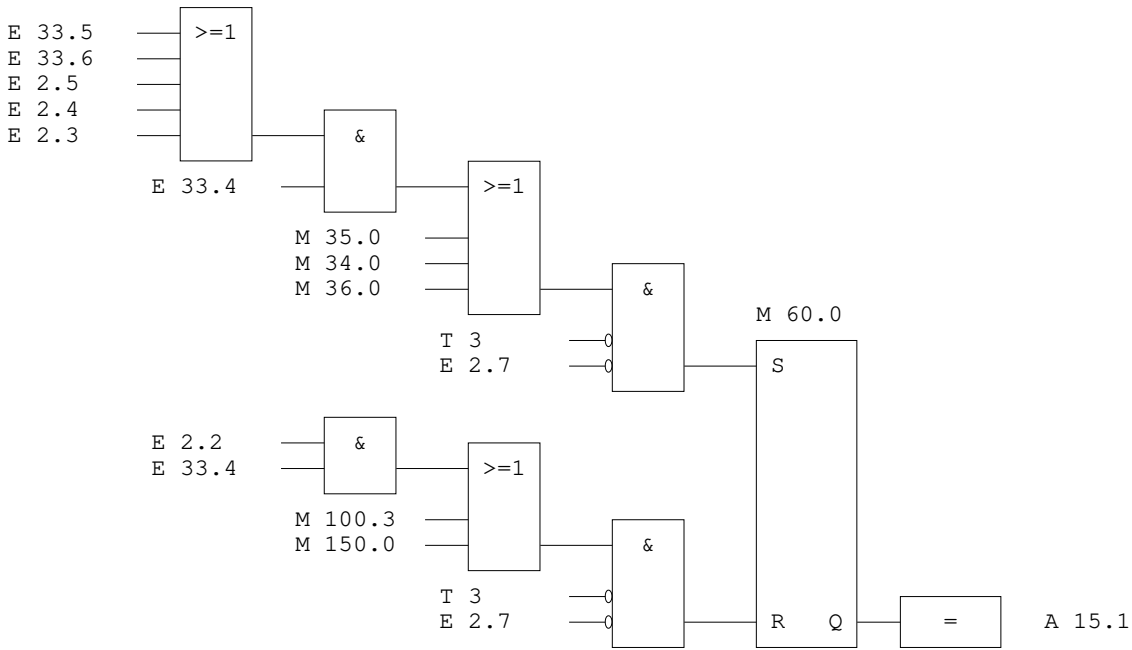 E 33.5
>=1
E 33.6
E 2.5
E 2.4
E 2.3
&
E 33.4
>=1
M 35.0
M 34.0
M 36.0
&
M 60.0
T 3
E 2.7
S
E 2.2
&
E 33.4
>=1
M 100.3
M 150.0
&
T 3
E 2.7
R Q
=
A 15.1